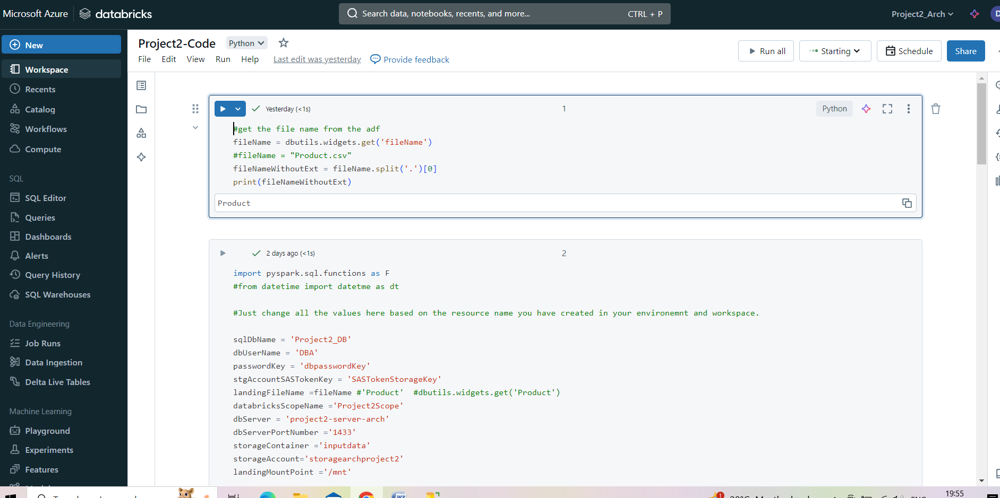 Microsoft Azure databricks
Search data, notebooks, recents, and more... CTRL + P
Project2_Arch
D
New
Workspace
Recents
Catalog
Workflows
Compute
SQL
SQL Editor
Queries
Dashboards
Alerts
Query History
SQL Warehouses
Data Engineering
Job Runs
Data Ingestion
Delta Live Tables
Machine Learning
Playground
Experiments
Features
Project2-Code Python
File Edit View Run Help Last edit was yesterday Provide feedback
Run all Starting Schedule Share
Yesterday (<1s) 1 Python
#get the file name from the adf
fileName = dbutils.widgets.get('fileName')
#fileName = "Product.csv"
fileNameWithoutExt = fileName.split('.')[0]
print(fileNameWithoutExt)
Product
2 days ago (<1s) 2
import pyspark.sql.functions as F
#from datetime import datetme as dt
#Just change all the values here based on the resource name you have created in your environemnt and workspace.
sqlDbName = 'Project2_DB'
dbUserName = 'DBA'
passwordKey = 'dbpasswordKey'
stgAccountSASTokenKey = 'SASTokenStorageKey'
landingFileName =fileName #'Product'  #dbutils.widgets.get('Product')
databricksScopeName ='Project2Scope'
dbServer = 'project2-server-arch'
dbServerPortNumber ='1433'
storageContainer ='inputdata'
storageAccount='storagearchproject2'
landingMountPoint ='/mnt'
1
19:55